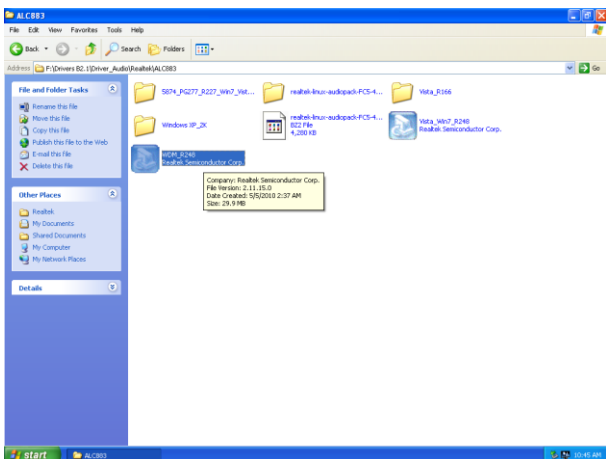 ALC883
File Edit View Favorites Tools Help
Back Search Folders
Address F:\Drivers B2.1\Driver_Audio\Realtek\ALC883 Go
File and Folder Tasks
Rename this file
Move this file
Copy this file
Publish this file to the Web
E-mail this file
Delete this file
Other Places
Realtek
My Documents
Shared Documents
My Computer
My Network Places
Details
5874_PG277_R227_Win7_Vist...
realtek-linux-audiopack-FC5-4...
Vista_R166
Windows XP_2K
realtek-linux-audiopack-FC5-4...
BZ2 File
4,280 KB
Vista_Win7_R248
Realtek Semiconductor Corp.
WDM_R248
Realtek Semiconductor Corp.
Company: Realtek Semiconductor Corp.
File Version: 2.11.15.0
Date Created: 5/5/2010 2:37 AM
Size: 29.9 MB
start ALC883 10:45 AM